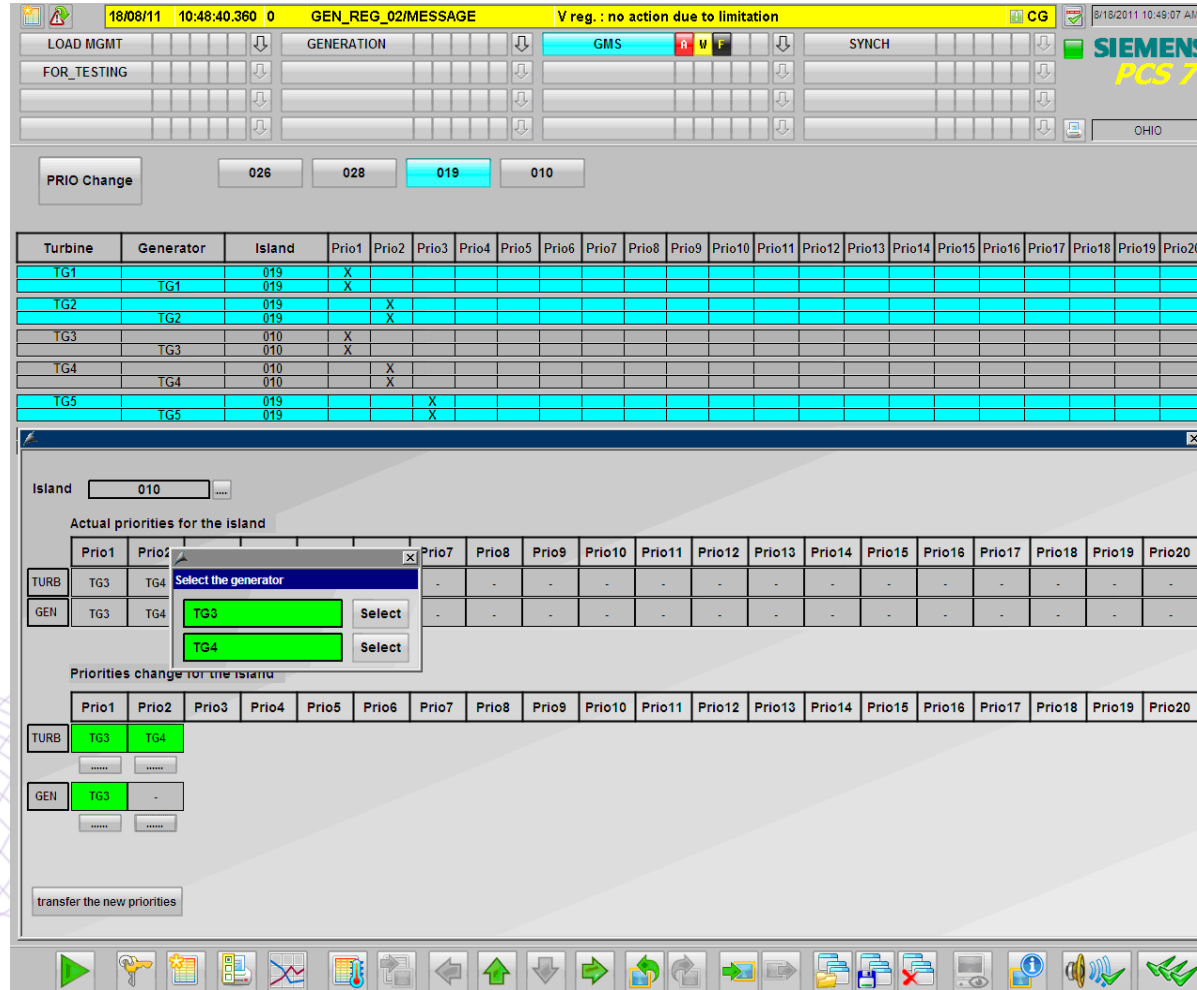 18/08/11 10:48:40.360 0 GEN_REG_02/MESSAGE V reg. : no action due to limitation CG 8/18/2011 10:49:07 AM
LOAD MGMT GENERATION GMS A W F SYNCH SIEMENS
FOR_TESTING PCS 7
OHIO
PRIO Change 026 028 019 010
Turbine Generator Island Prio1 Prio2 Prio3 Prio4 Prio5 Prio6 Prio7 Prio8 Prio9 Prio10 Prio11 Prio12 Prio13 Prio14 Prio15 Prio16 Prio17 Prio18 Prio19 Prio20
TG1 019 X
TG1 019 X
TG2 019 X
TG2 019 X
TG3 010 X
TG3 010 X
TG4 010 X
TG4 010 X
TG5 019 X
TG5 019 X
Island 010 ....
Actual priorities for the island
Prio1 Prio2 Prio7 Prio8 Prio9 Prio10 Prio11 Prio12 Prio13 Prio14 Prio15 Prio16 Prio17 Prio18 Prio19 Prio20
TURB TG3 TG4 - - - - - - - - - - - - - -
GEN TG3 TG4 - - - - - - - - - - - - - -
Select the generator
TG3 Select
TG4 Select
Priorities change for the island
Prio1 Prio2 Prio3 Prio4 Prio5 Prio6 Prio7 Prio8 Prio9 Prio10 Prio11 Prio12 Prio13 Prio14 Prio15 Prio16 Prio17 Prio18 Prio19 Prio20
TURB TG3 TG4
...... ......
GEN TG3 -
...... ......
transfer the new priorities